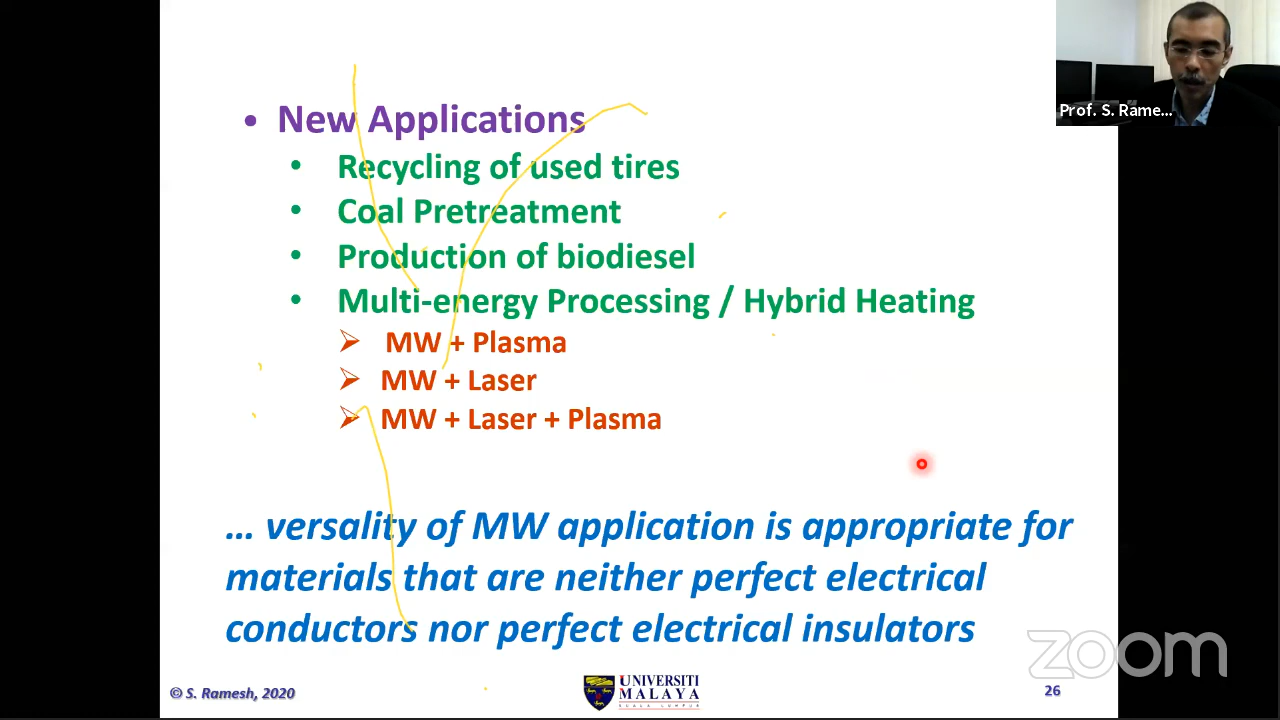 Prof. S. Rame...
• New Applications
• Recycling of used tires
• Coal Pretreatment
• Production of biodiesel
• Multi-energy Processing / Hybrid Heating
➢ MW + Plasma
➢ MW + Laser
➢ MW + Laser + Plasma
... versality of MW application is appropriate for
materials that are neither perfect electrical
conductors nor perfect electrical insulators
zoom
© S. Ramesh, 2020
UNIVERSITI
MALAYA
KUALA LUMPUR
26